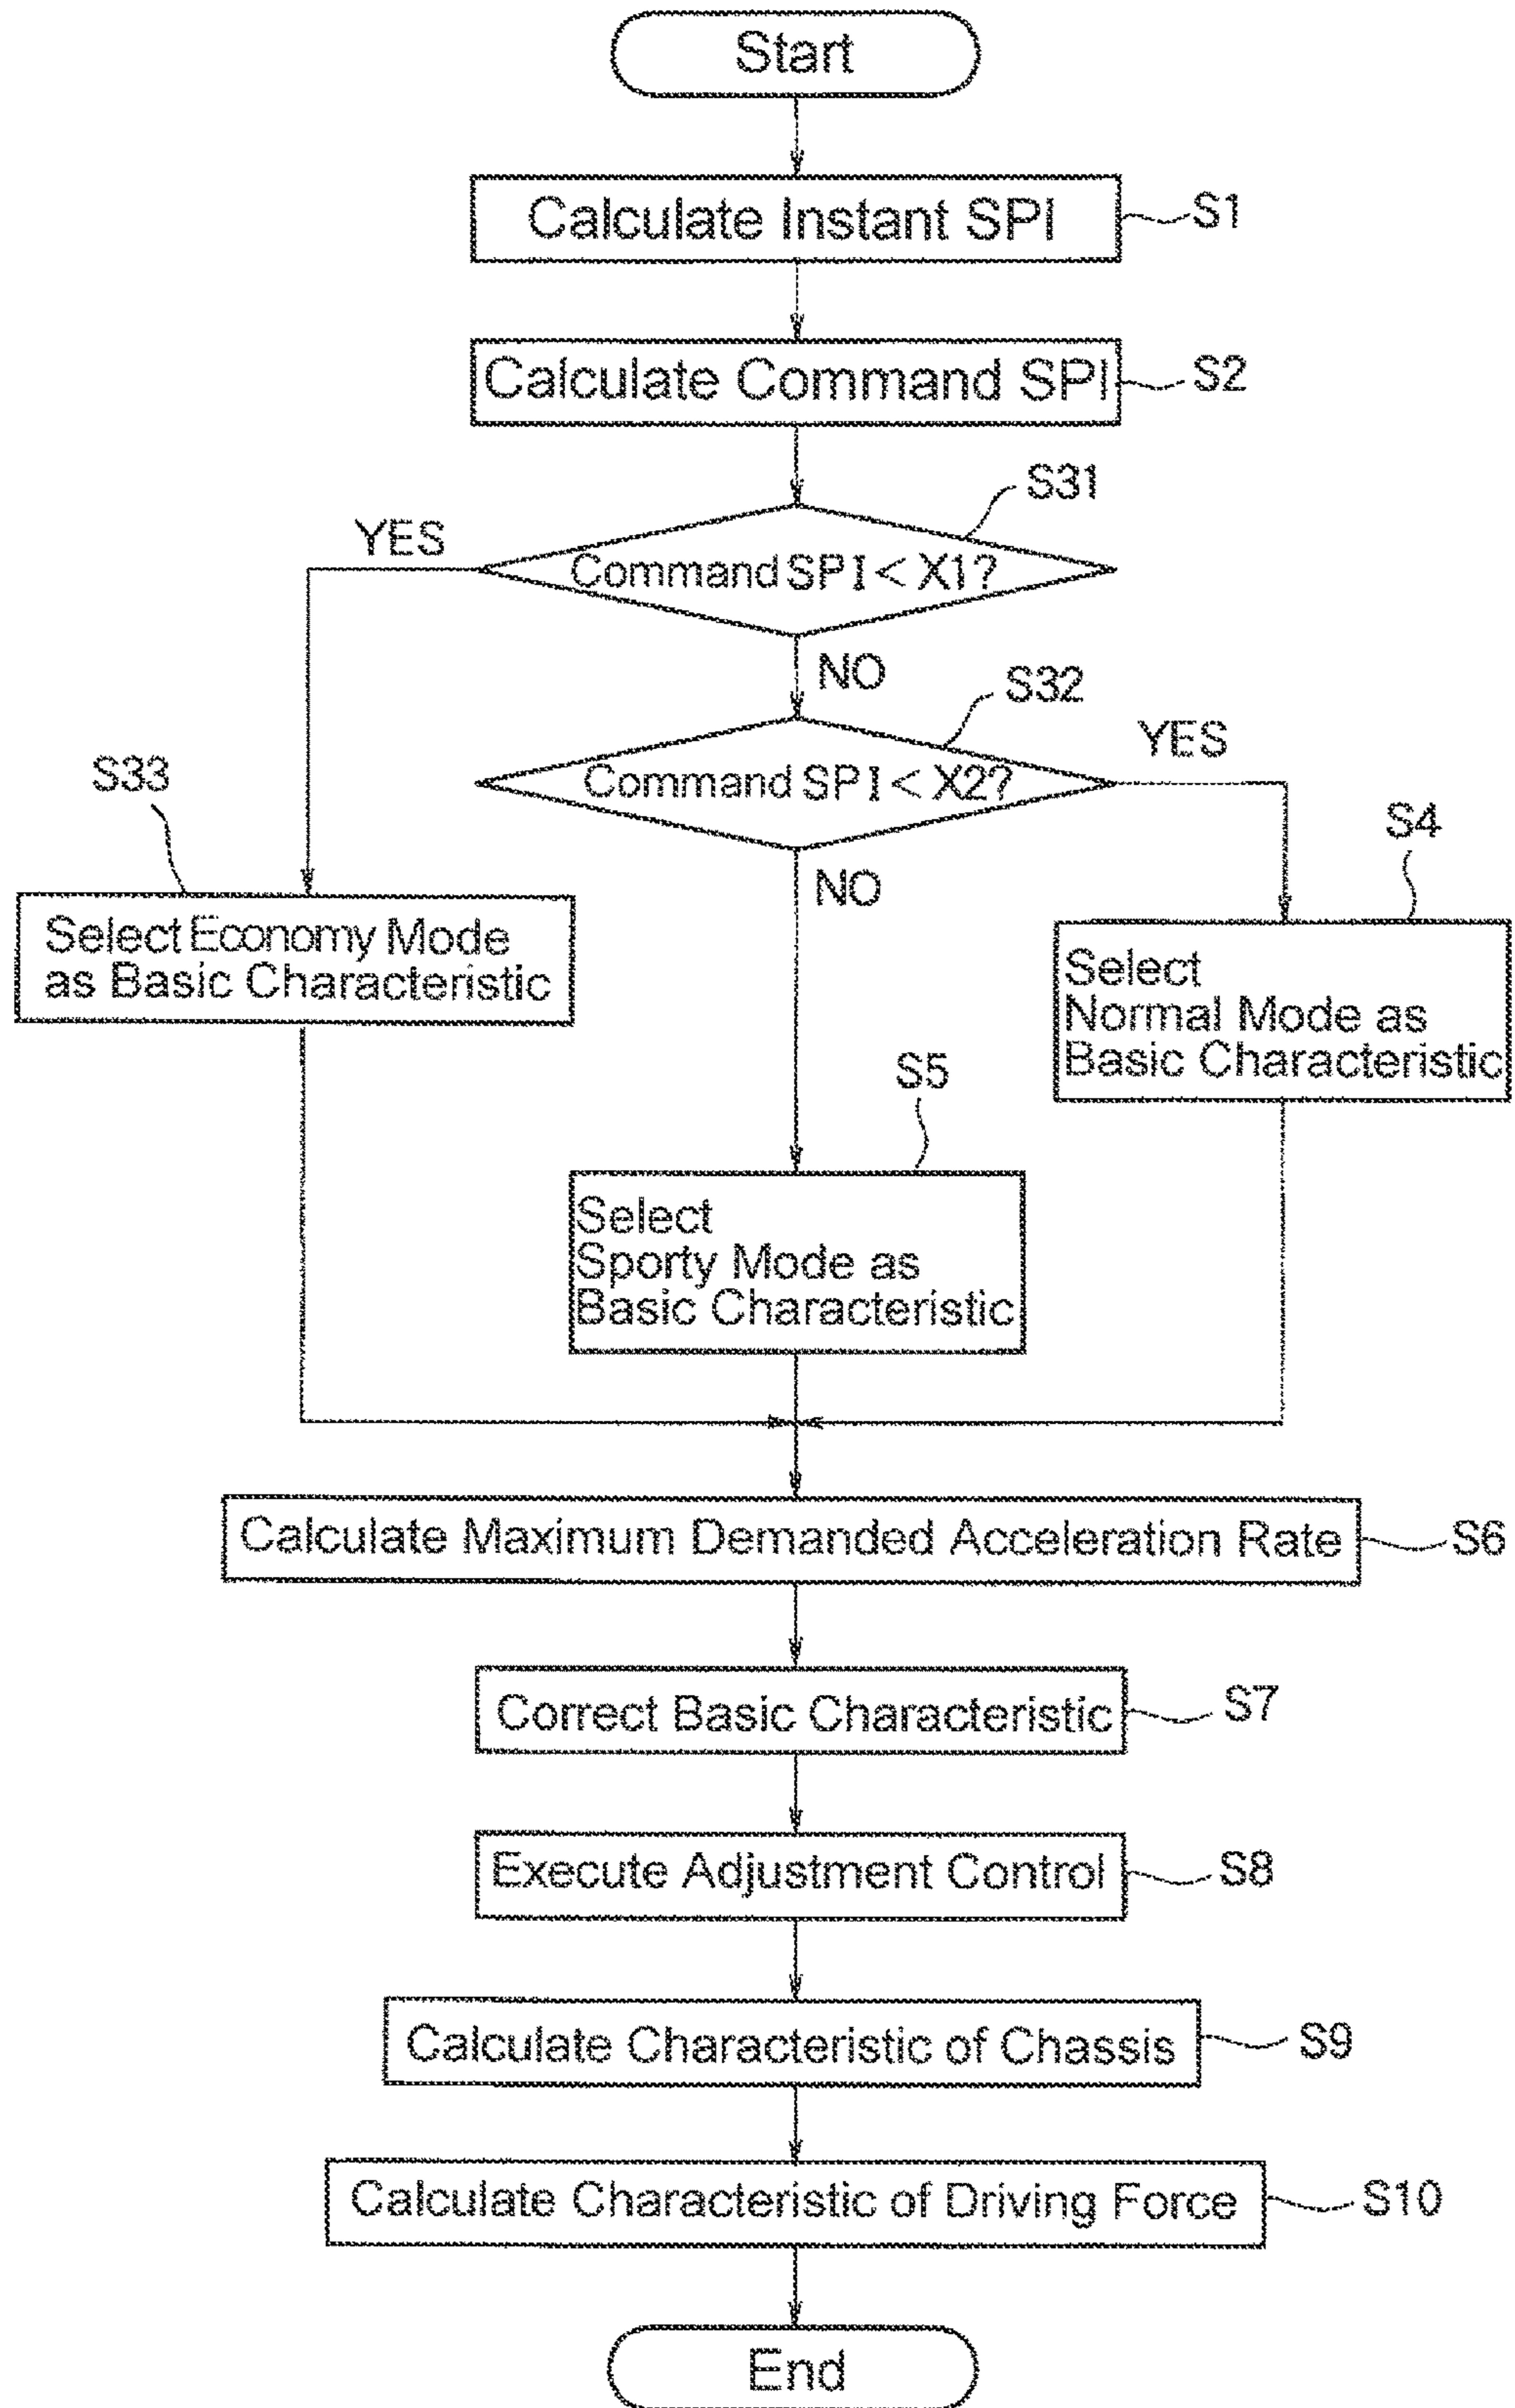 Start
Calculate Instant SPI
S1
Calculate Command SPI
S2
S31
YES
Command SPI < X1?
NO
S32
YES
Command SPI < X2?
S33
S4
NO
Select Economy Mode
as Basic Characteristic
Select
Normal Mode as
Basic Characteristic
S5
Select
Sporty Mode as
Basic Characteristic
Calculate Maximum Demanded Acceleration Rate
S6
Correct Basic Characteristic
S7
Execute Adjustment Control
S8
Calculate Characteristic of Chassis
S9
Calculate Characteristic of Driving Force
S10
End